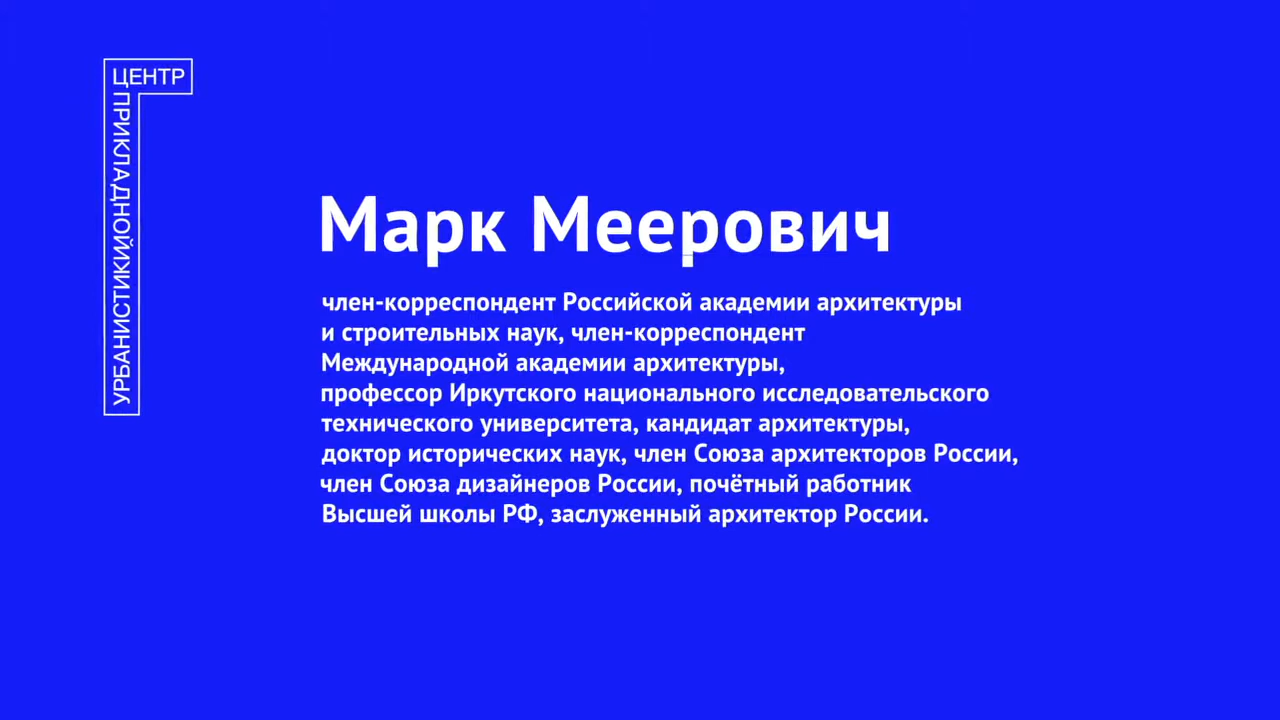 ЦЕНТР
ПРИКЛАДНОЙ
УРБАНИСТИКИ
Марк Меерович
член-корреспондент Российской академии архитектуры
и строительных наук, член-корреспондент
Международной академии архитектуры,
профессор Иркутского национального исследовательского
технического университета, кандидат архитектуры,
доктор исторических наук, член Союза архитекторов России,
член Союза дизайнеров России, почётный работник
Высшей школы РФ, заслуженный архитектор России.